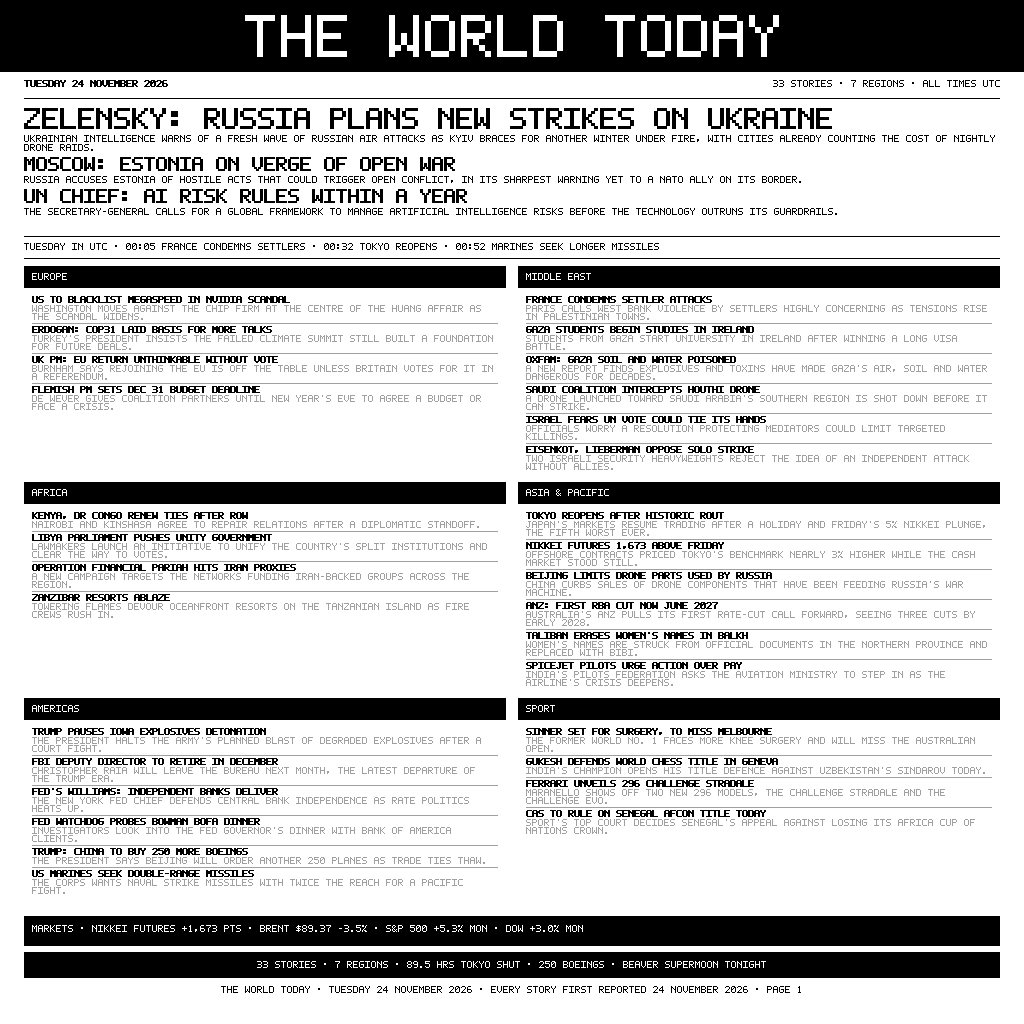 THE WORLD TODAY
TUESDAY 24 NOVEMBER 2026
33 STORIES • 7 REGIONS • ALL TIMES UTC
ZELENSKY: RUSSIA PLANS NEW STRIKES ON UKRAINE
UKRAINIAN INTELLIGENCE WARNS OF A FRESH WAVE OF RUSSIAN AIR ATTACKS AS KYIV BRACES FOR ANOTHER WINTER UNDER FIRE, WITH CITIES ALREADY COUNTING THE COST OF NIGHTLY
DRONE RAIDS.
MOSCOW: ESTONIA ON VERGE OF OPEN WAR
RUSSIA ACCUSES ESTONIA OF HOSTILE ACTS THAT COULD TRIGGER OPEN CONFLICT, IN ITS SHARPEST WARNING YET TO A NATO ALLY ON ITS BORDER.
UN CHIEF: AI RISK RULES WITHIN A YEAR
THE SECRETARY-GENERAL CALLS FOR A GLOBAL FRAMEWORK TO MANAGE ARTIFICIAL INTELLIGENCE RISKS BEFORE THE TECHNOLOGY OUTRUNS ITS GUARDRAILS.
TUESDAY IN UTC • 00:05 FRANCE CONDEMNS SETTLERS • 00:32 TOKYO REOPENS • 00:52 MARINES SEEK LONGER MISSILES
EUROPE
US TO BLACKLIST MEGASPEED IN NVIDIA SCANDAL
WASHINGTON MOVES AGAINST THE CHIP FIRM AT THE CENTRE OF THE HUANG AFFAIR AS
THE SCANDAL WIDENS.
ERDOGAN: COP31 LAID BASIS FOR MORE TALKS
TURKEY'S PRESIDENT INSISTS THE FAILED CLIMATE SUMMIT STILL BUILT A FOUNDATION
FOR FUTURE DEALS.
UK PM: EU RETURN UNTHINKABLE WITHOUT VOTE
BURNHAM SAYS REJOINING THE EU IS OFF THE TABLE UNLESS BRITAIN VOTES FOR IT IN
A REFERENDUM.
FLEMISH PM SETS DEC 31 BUDGET DEADLINE
DE WEVER GIVES COALITION PARTNERS UNTIL NEW YEAR'S EVE TO AGREE A BUDGET OR
FACE A CRISIS.
MIDDLE EAST
FRANCE CONDEMNS SETTLER ATTACKS
PARIS CALLS WEST BANK VIOLENCE BY SETTLERS HIGHLY CONCERNING AS TENSIONS RISE
IN PALESTINIAN TOWNS.
GAZA STUDENTS BEGIN STUDIES IN IRELAND
STUDENTS FROM GAZA START UNIVERSITY IN IRELAND AFTER WINNING A LONG VISA
BATTLE.
OXFAM: GAZA SOIL AND WATER POISONED
A NEW REPORT FINDS EXPLOSIVES AND TOXINS HAVE MADE GAZA'S AIR, SOIL AND WATER
DANGEROUS FOR DECADES.
SAUDI COALITION INTERCEPTS HOUTHI DRONE
A DRONE LAUNCHED TOWARD SAUDI ARABIA'S SOUTHERN REGION IS SHOT DOWN BEFORE IT
CAN STRIKE.
ISRAEL FEARS UN VOTE COULD TIE ITS HANDS
OFFICIALS WORRY A RESOLUTION PROTECTING MEDIATORS COULD LIMIT TARGETED
KILLINGS.
EISENKOT, LIEBERMAN OPPOSE SOLO STRIKE
TWO ISRAELI SECURITY HEAVYWEIGHTS REJECT THE IDEA OF AN INDEPENDENT ATTACK
WITHOUT ALLIES.
AFRICA
KENYA, DR CONGO RENEW TIES AFTER ROW
NAIROBI AND KINSHASA AGREE TO REPAIR RELATIONS AFTER A DIPLOMATIC STANDOFF.
LIBYA PARLIAMENT PUSHES UNITY GOVERNMENT
LAWMAKERS LAUNCH AN INITIATIVE TO UNIFY THE COUNTRY'S SPLIT INSTITUTIONS AND
CLEAR THE WAY TO VOTES.
OPERATION FINANCIAL PARIAH HITS IRAN PROXIES
A NEW CAMPAIGN TARGETS THE NETWORKS FUNDING IRAN-BACKED GROUPS ACROSS THE
REGION.
ZANZIBAR RESORTS ABLAZE
TOWERING FLAMES DEVOUR OCEANFRONT RESORTS ON THE TANZANIAN ISLAND AS FIRE
CREWS RUSH IN.
ASIA & PACIFIC
TOKYO REOPENS AFTER HISTORIC ROUT
JAPAN'S MARKETS RESUME TRADING AFTER A HOLIDAY AND FRIDAY'S 5% NIKKEI PLUNGE,
THE FIFTH WORST EVER.
NIKKEI FUTURES 1,673 ABOVE FRIDAY
OFFSHORE CONTRACTS PRICED TOKYO'S BENCHMARK NEARLY 3% HIGHER WHILE THE CASH
MARKET STOOD STILL.
BEIJING LIMITS DRONE PARTS USED BY RUSSIA
CHINA CURBS SALES OF DRONE COMPONENTS THAT HAVE BEEN FEEDING RUSSIA'S WAR
MACHINE.
ANZ: FIRST RBA CUT NOW JUNE 2027
AUSTRALIA'S ANZ PULLS ITS FIRST RATE-CUT CALL FORWARD, SEEING THREE CUTS BY
EARLY 2028.
TALIBAN ERASES WOMEN'S NAMES IN BALKH
WOMEN'S NAMES ARE STRUCK FROM OFFICIAL DOCUMENTS IN THE NORTHERN PROVINCE AND
REPLACED WITH BIBI.
SPICEJET PILOTS URGE ACTION OVER PAY
INDIA'S PILOTS FEDERATION ASKS THE AVIATION MINISTRY TO STEP IN AS THE
AIRLINE'S CRISIS DEEPENS.
AMERICAS
TRUMP PAUSES IOWA EXPLOSIVES DETONATION
THE PRESIDENT HALTS THE ARMY'S PLANNED BLAST OF DEGRADED EXPLOSIVES AFTER A
COURT FIGHT.
FBI DEPUTY DIRECTOR TO RETIRE IN DECEMBER
CHRISTOPHER RAIA WILL LEAVE THE BUREAU NEXT MONTH, THE LATEST DEPARTURE OF
THE TRUMP ERA.
FED'S WILLIAMS: INDEPENDENT BANKS DELIVER
THE NEW YORK FED CHIEF DEFENDS CENTRAL BANK INDEPENDENCE AS RATE POLITICS
HEATS UP.
FED WATCHDOG PROBES BOWMAN BOFA DINNER
INVESTIGATORS LOOK INTO THE FED GOVERNOR'S DINNER WITH BANK OF AMERICA
CLIENTS.
TRUMP: CHINA TO BUY 250 MORE BOEINGS
THE PRESIDENT SAYS BEIJING WILL ORDER ANOTHER 250 PLANES AS TRADE TIES THAW.
US MARINES SEEK DOUBLE-RANGE MISSILES
THE CORPS WANTS NAVAL STRIKE MISSILES WITH TWICE THE REACH FOR A PACIFIC
FIGHT.
SPORT
SINNER SET FOR SURGERY, TO MISS MELBOURNE
THE FORMER WORLD NO. 1 FACES MORE KNEE SURGERY AND WILL MISS THE AUSTRALIAN
OPEN.
GUKESH DEFENDS WORLD CHESS TITLE IN GENEVA
INDIA'S CHAMPION OPENS HIS TITLE DEFENCE AGAINST UZBEKISTAN'S SINDAROV TODAY.
FERRARI UNVEILS 296 CHALLENGE STRADALE
MARANELLO SHOWS OFF TWO NEW 296 MODELS, THE CHALLENGE STRADALE AND THE
CHALLENGE EVO.
CAS TO RULE ON SENEGAL AFCON TITLE TODAY
SPORT'S TOP COURT DECIDES SENEGAL'S APPEAL AGAINST LOSING ITS AFRICA CUP OF
NATIONS CROWN.
MARKETS • NIKKEI FUTURES +1,673 PTS • BRENT $89.37 -3.5% • S&P 500 +5.3% MON • DOW +3.0% MON
33 STORIES • 7 REGIONS • 89.5 HRS TOKYO SHUT • 250 BOEINGS • BEAVER SUPERMOON TONIGHT
THE WORLD TODAY • TUESDAY 24 NOVEMBER 2026 • EVERY STORY FIRST REPORTED 24 NOVEMBER 2026 • PAGE 1